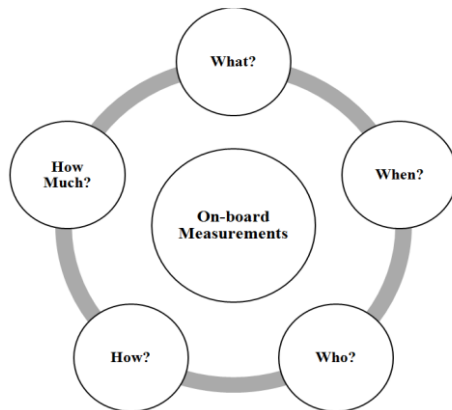 What?
How
Much?
When?
On-board
Measurements
How?
Who?